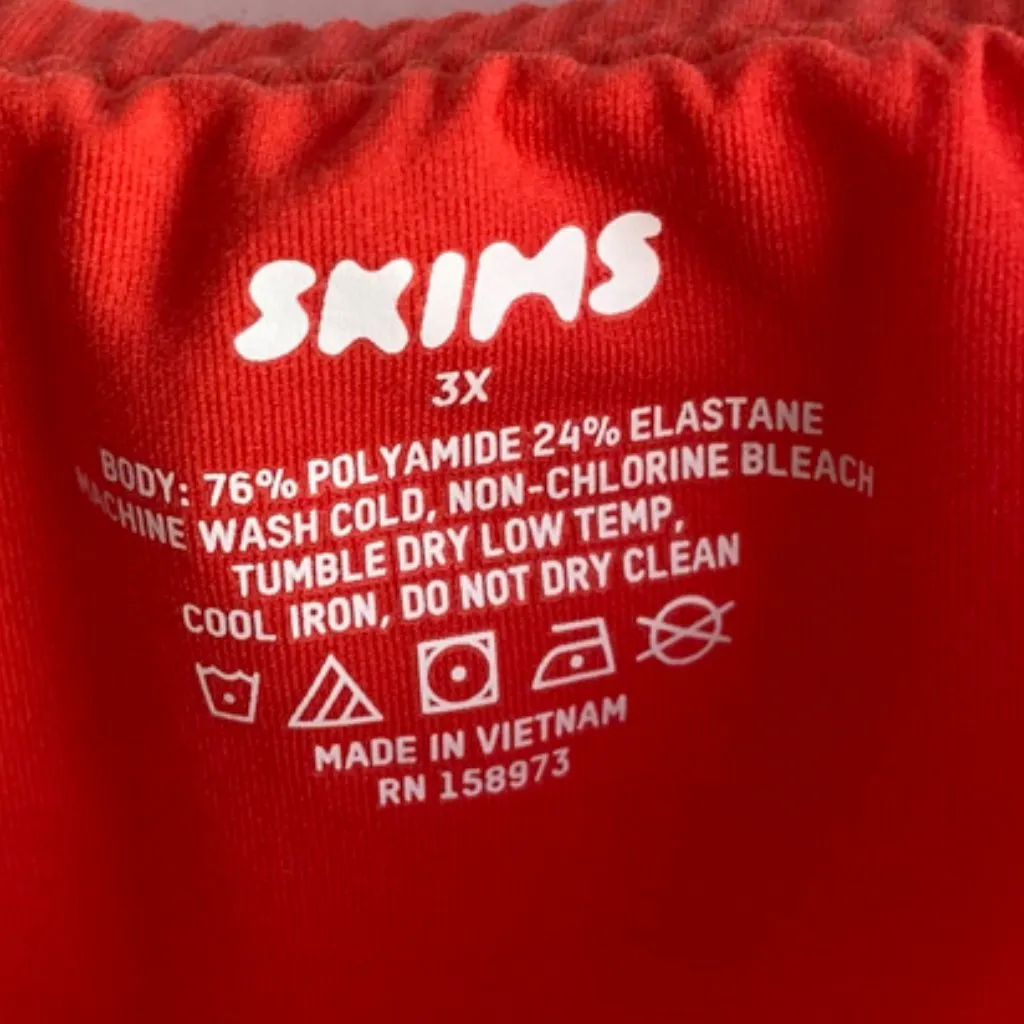 SKIMS
3X
BODY: 76% POLYAMIDE 24% ELASTANE
MACHINE WASH COLD, NON-CHLORINE BLEACH
TUMBLE DRY LOW TEMP,
COOL IRON, DO NOT DRY CLEAN
MADE IN VIETNAM
RN 158973